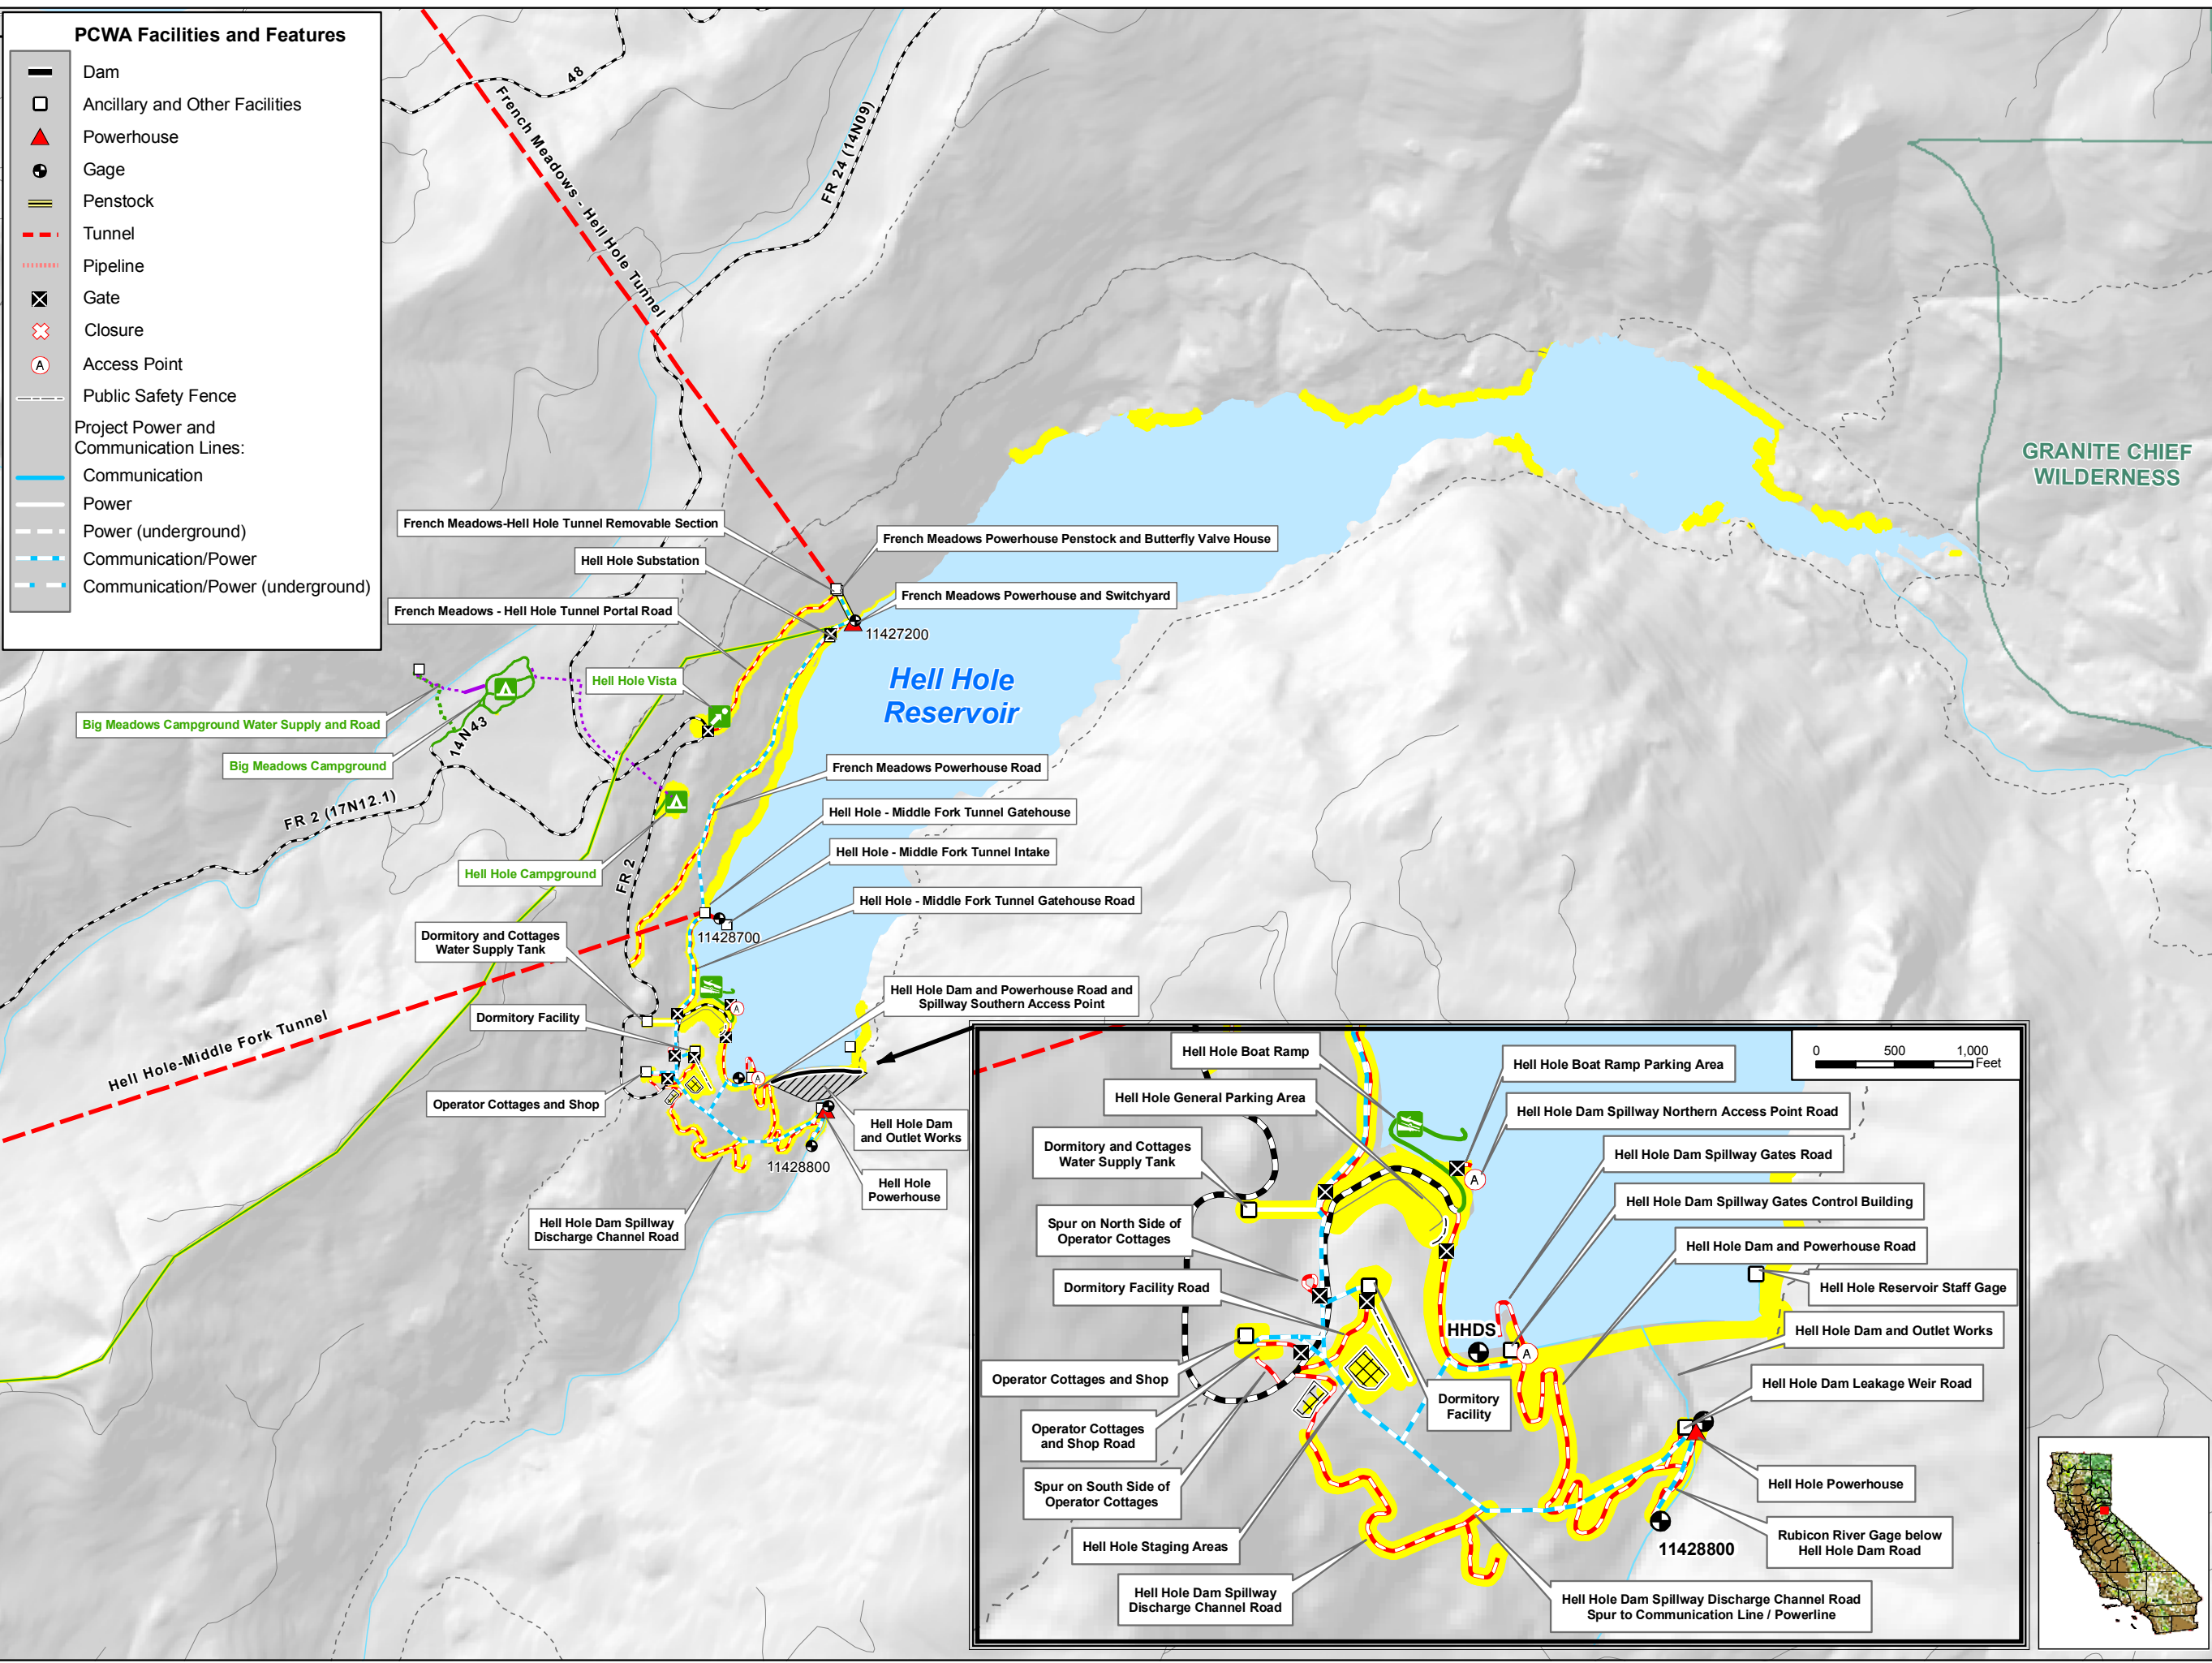 PCWA Facilities and Features
Dam
Ancillary and Other Facilities
Powerhouse
Gage
Penstock
Tunnel
Pipeline
Gate
Closure
A
Access Point
Public Safety Fence
Project Power and
Communication Lines:
Communication
Power
Power (underground)
Communication/Power
Communication/Power (underground)
48
French Meadows - Hell Hole Tunnel
FR 24 (14N09)
GRANITE CHIEF
WILDERNESS
French Meadows-Hell Hole Tunnel Removable Section
French Meadows Powerhouse Penstock and Butterfly Valve House
Hell Hole Substation
French Meadows Powerhouse and Switchyard
French Meadows - Hell Hole Tunnel Portal Road
11427200
Hell Hole
Reservoir
Hell Hole Vista
Big Meadows Campground Water Supply and Road
14N43
Big Meadows Campground
French Meadows Powerhouse Road
FR 2 (17N12.1)
Hell Hole - Middle Fork Tunnel Gatehouse
Hell Hole - Middle Fork Tunnel Intake
Hell Hole Campground
FR 2
Hell Hole - Middle Fork Tunnel Gatehouse Road
11428700
Dormitory and Cottages
Water Supply Tank
Hell Hole Dam and Powerhouse Road and
Spillway Southern Access Point
A
Dormitory Facility
Hell Hole-Middle Fork Tunnel
A
Operator Cottages and Shop
Hell Hole Dam
and Outlet Works
11428800
Hell Hole
Powerhouse
Hell Hole Dam Spillway
Discharge Channel Road
0 500 1,000
Feet
Hell Hole Boat Ramp
Hell Hole Boat Ramp Parking Area
Hell Hole General Parking Area
Hell Hole Dam Spillway Northern Access Point Road
Dormitory and Cottages
Water Supply Tank
Hell Hole Dam Spillway Gates Road
A
Hell Hole Dam Spillway Gates Control Building
Spur on North Side of
Operator Cottages
Hell Hole Dam and Powerhouse Road
Dormitory Facility Road
Hell Hole Reservoir Staff Gage
HHDS
A
Hell Hole Dam and Outlet Works
Operator Cottages and Shop
Hell Hole Dam Leakage Weir Road
Dormitory
Facility
Operator Cottages
and Shop Road
Spur on South Side of
Operator Cottages
Hell Hole Powerhouse
Hell Hole Staging Areas
11428800
Rubicon River Gage below
Hell Hole Dam Road
Hell Hole Dam Spillway
Discharge Channel Road
Hell Hole Dam Spillway Discharge Channel Road
Spur to Communication Line / Powerline